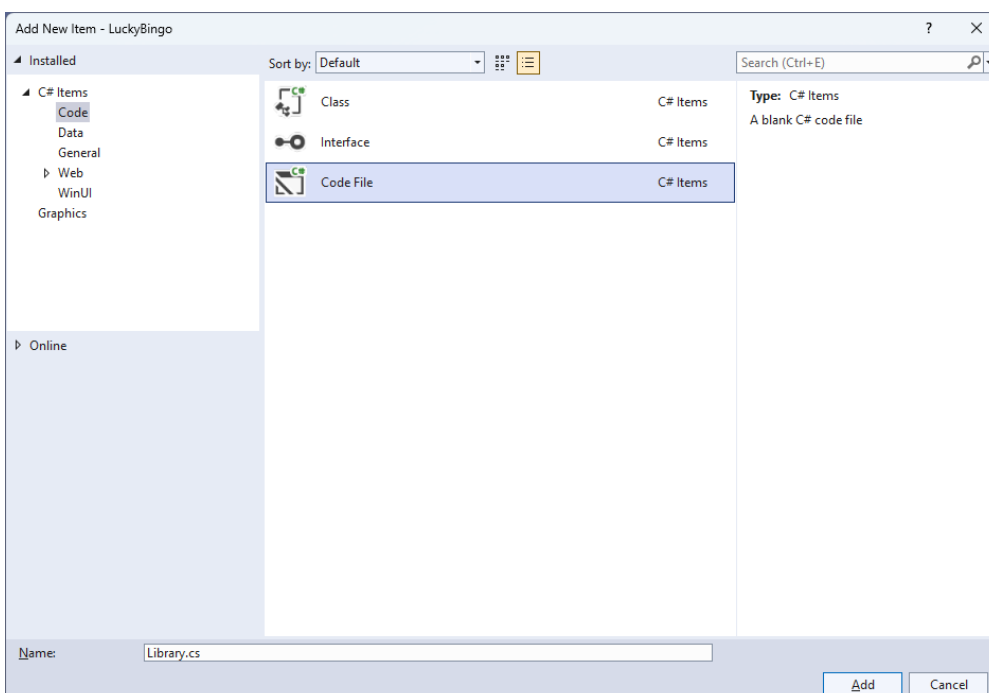 Add New Item - LuckyBingo
?
Installed
Sort by: Default
Search (Ctrl+E)
C# Items
Code
Data
General
Web
WinUI
Graphics
Online
Class C# Items
Interface C# Items
Code File C# Items
Type: C# Items
A blank C# code file
Name: Library.cs
Add Cancel